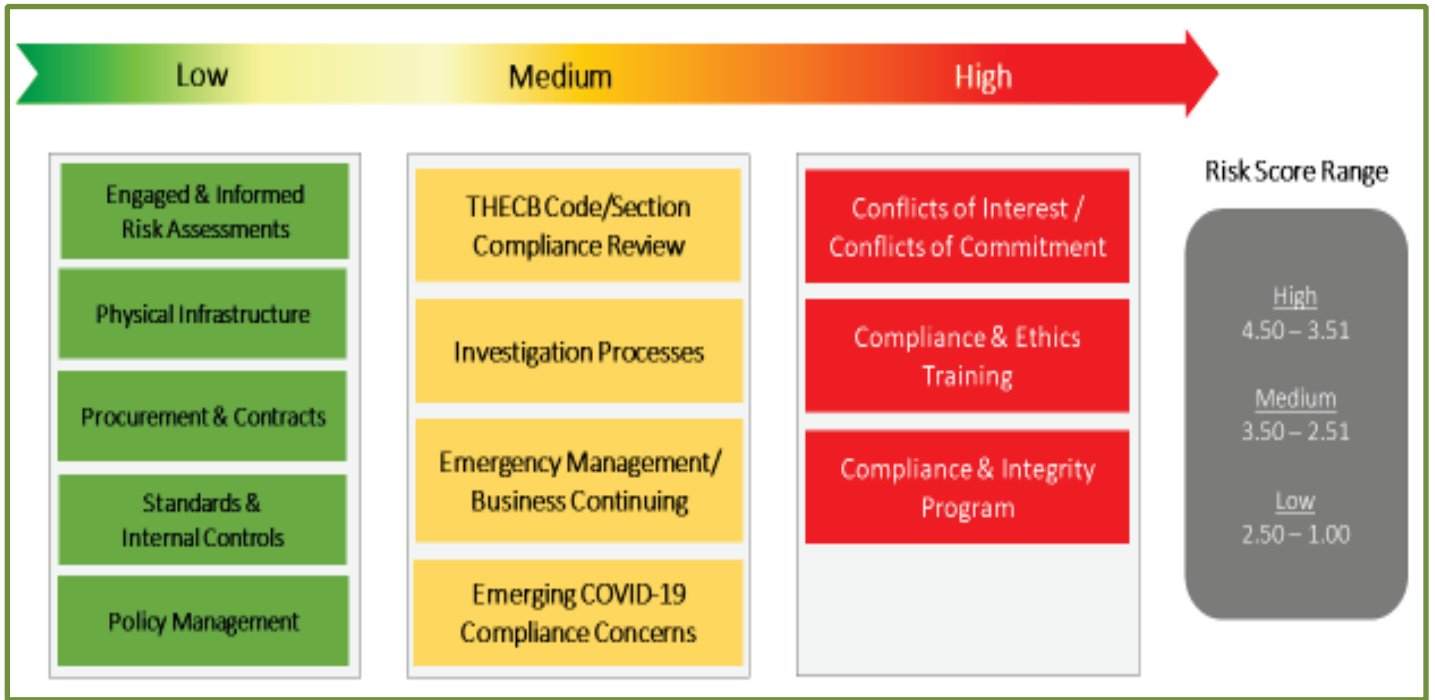 Low
Medium
High
Engaged & Informed
Risk Assessments
Physical Infrastructure
Procurement & Contracts
Standards &
Internal Controls
Policy Management
THECB Code/Section
Compliance Review
Investigation Processes
Emergency Management/
Business Continuing
Emerging COVID-19
Compliance Concerns
Conflicts of Interest /
Conflicts of Commitment
Compliance & Ethics
Training
Compliance & Integrity
Program
Risk Score Range
High
4.50 – 3.51
Medium
3.50 – 2.51
Low
2.50 – 1.00